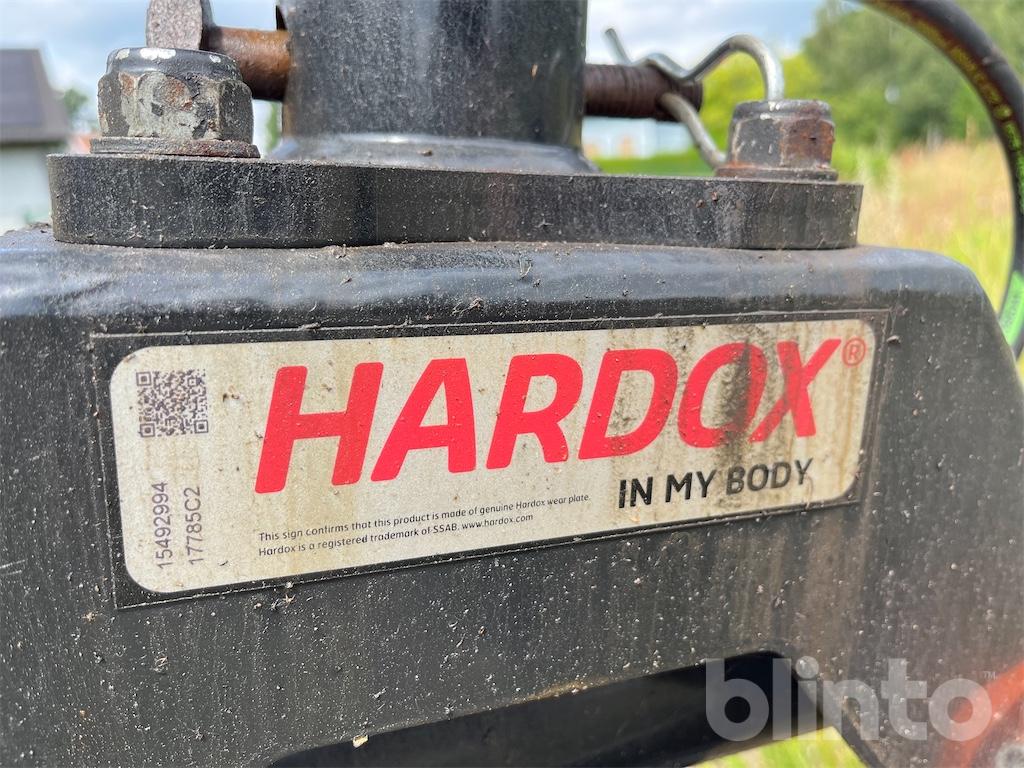 HARDOX®
IN MY BODY
15492994
17785C2
This sign confirms that this product is made of genuine Hardox wear plate.
Hardox is a registered trademark of SSAB. www.hardox.com
blinto™